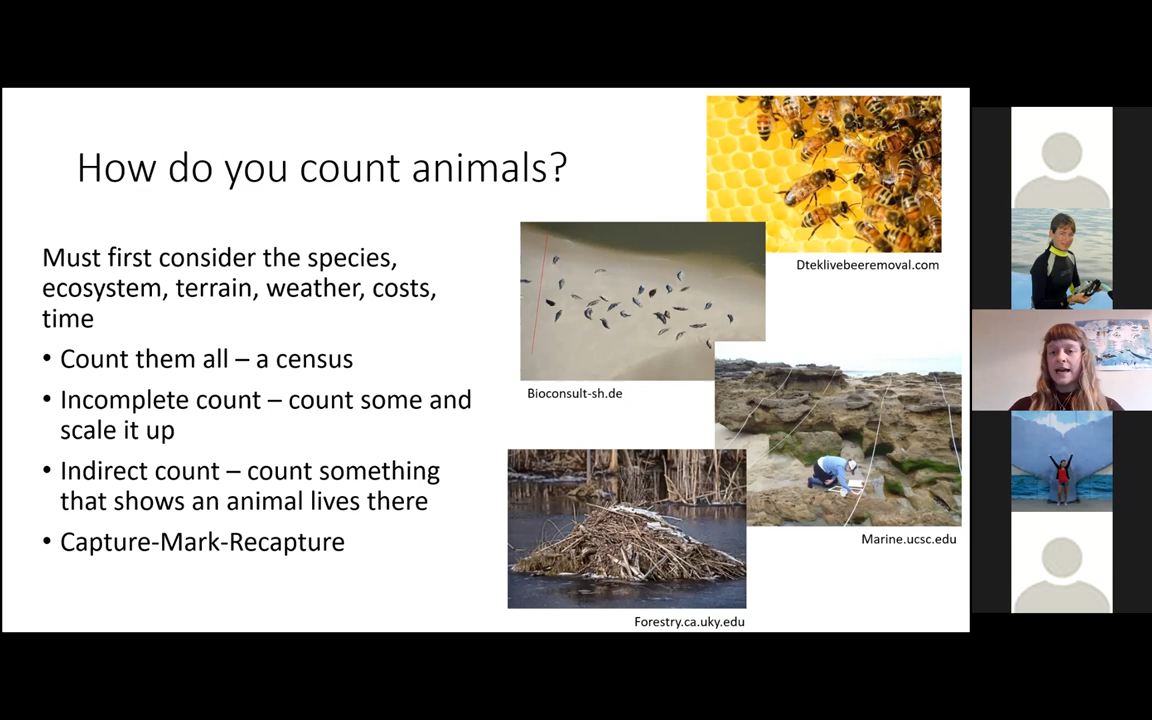 How do you count animals?
Must first consider the species,
ecosystem, terrain, weather, costs,
time
• Count them all – a census
• Incomplete count – count some and
scale it up
• Indirect count – count something
that shows an animal lives there
• Capture-Mark-Recapture
Dteklivebeeremoval.com
Bioconsult-sh.de
Marine.ucsc.edu
Forestry.ca.uky.edu